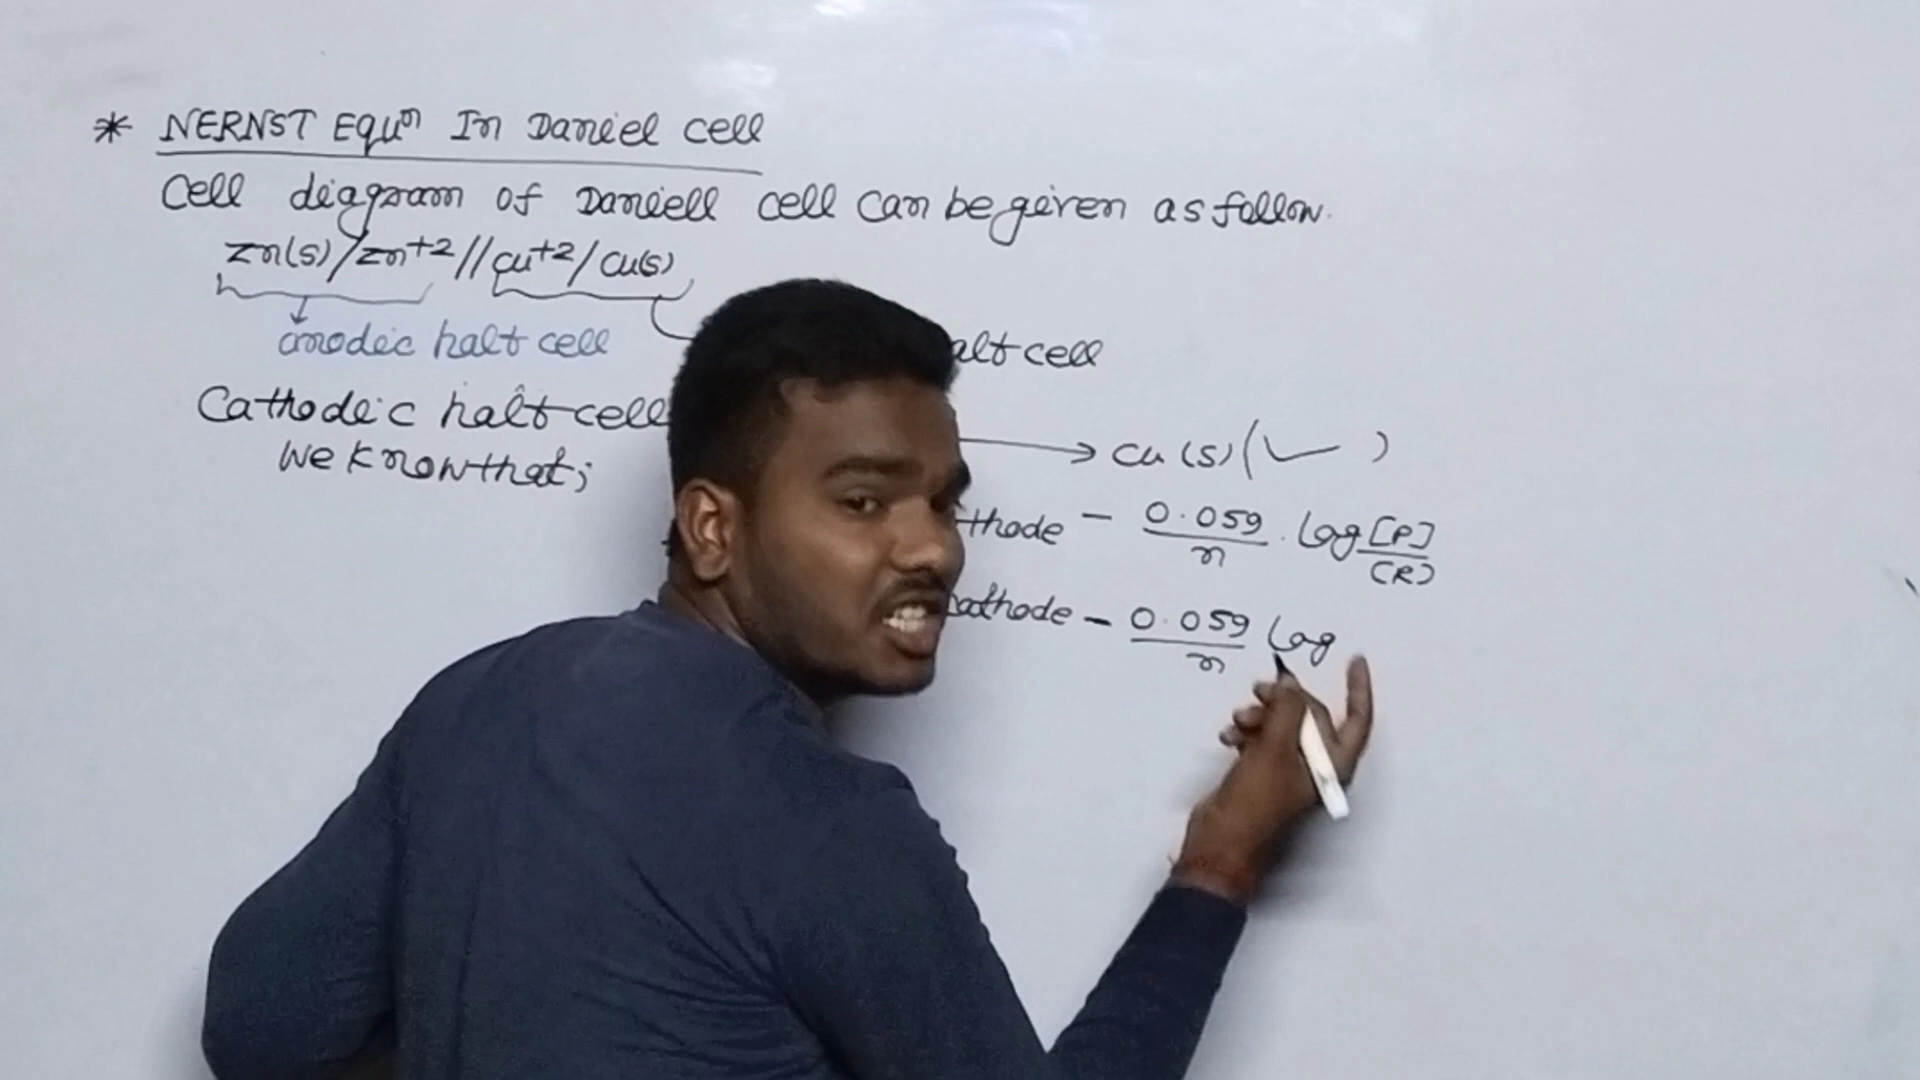 * NERNST Equⁿ In Daniel cell
Cell diagram of Daniell cell can be given as follow.
Zn(s)/Zn+2//Cu+2/Cu(s)
anodic half cell
half cell
Cathodic half cell
→ Cu(s)( )
We know that;
thode - 0.059/n . log [P]/(R)
cathode - 0.059/n log